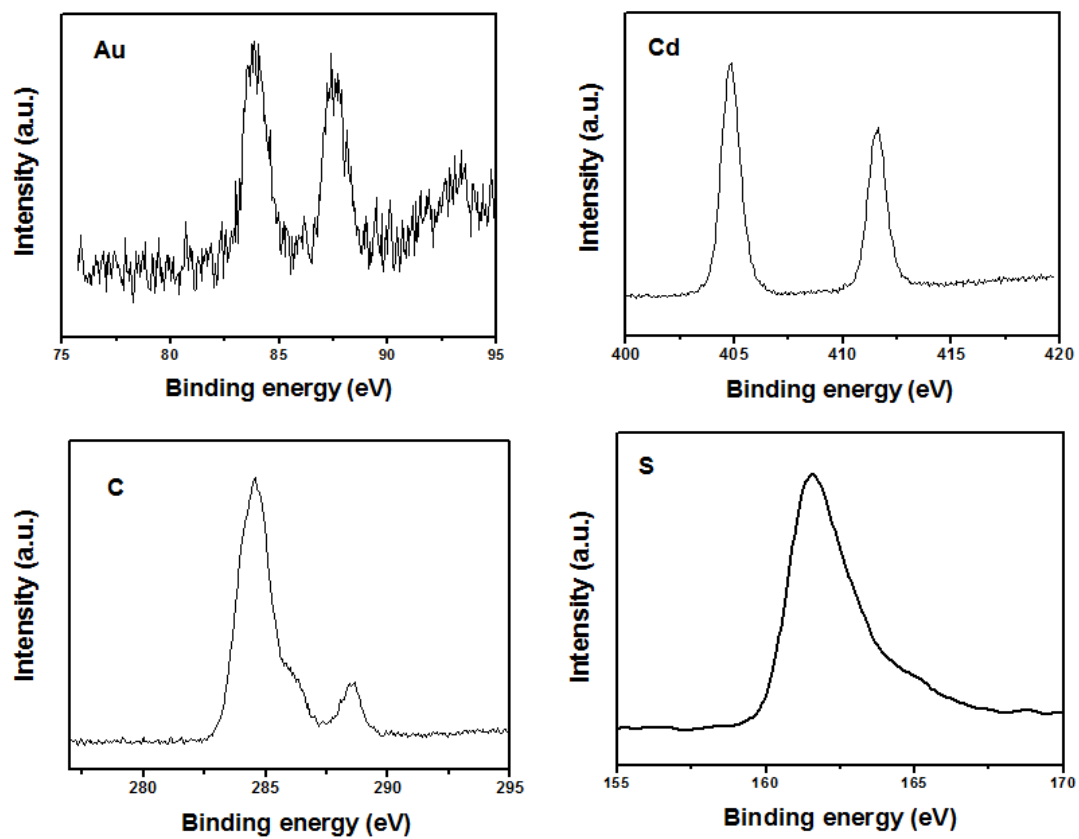 Au
Intensity (a.u.)
75 80 85 90 95
Binding energy (eV)
Cd
Intensity (a.u.)
400 405 410 415 420
Binding energy (eV)
C
Intensity (a.u.)
280 285 290 295
Binding energy (eV)
S
Intensity (a.u.)
155 160 165 170
Binding energy (eV)